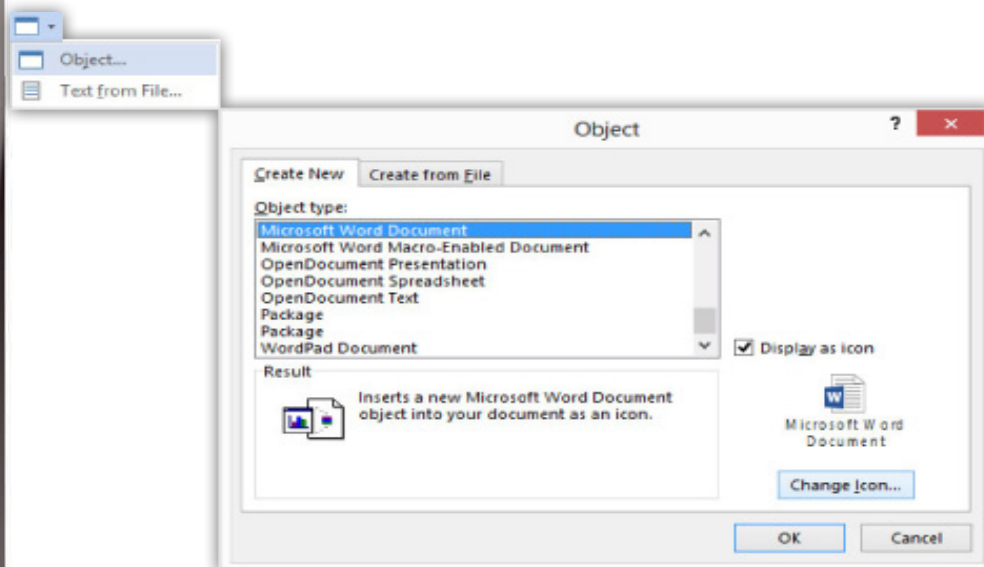 Object...
Text from File...
Object
?
Create New
Create from File
Object type:
Microsoft Word Document
Microsoft Word Macro-Enabled Document
OpenDocument Presentation
OpenDocument Spreadsheet
OpenDocument Text
Package
Package
WordPad Document
Display as icon
Result
Inserts a new Microsoft Word Document
object into your document as an icon.
W
Microsoft Word
Document
Change Icon...
OK
Cancel